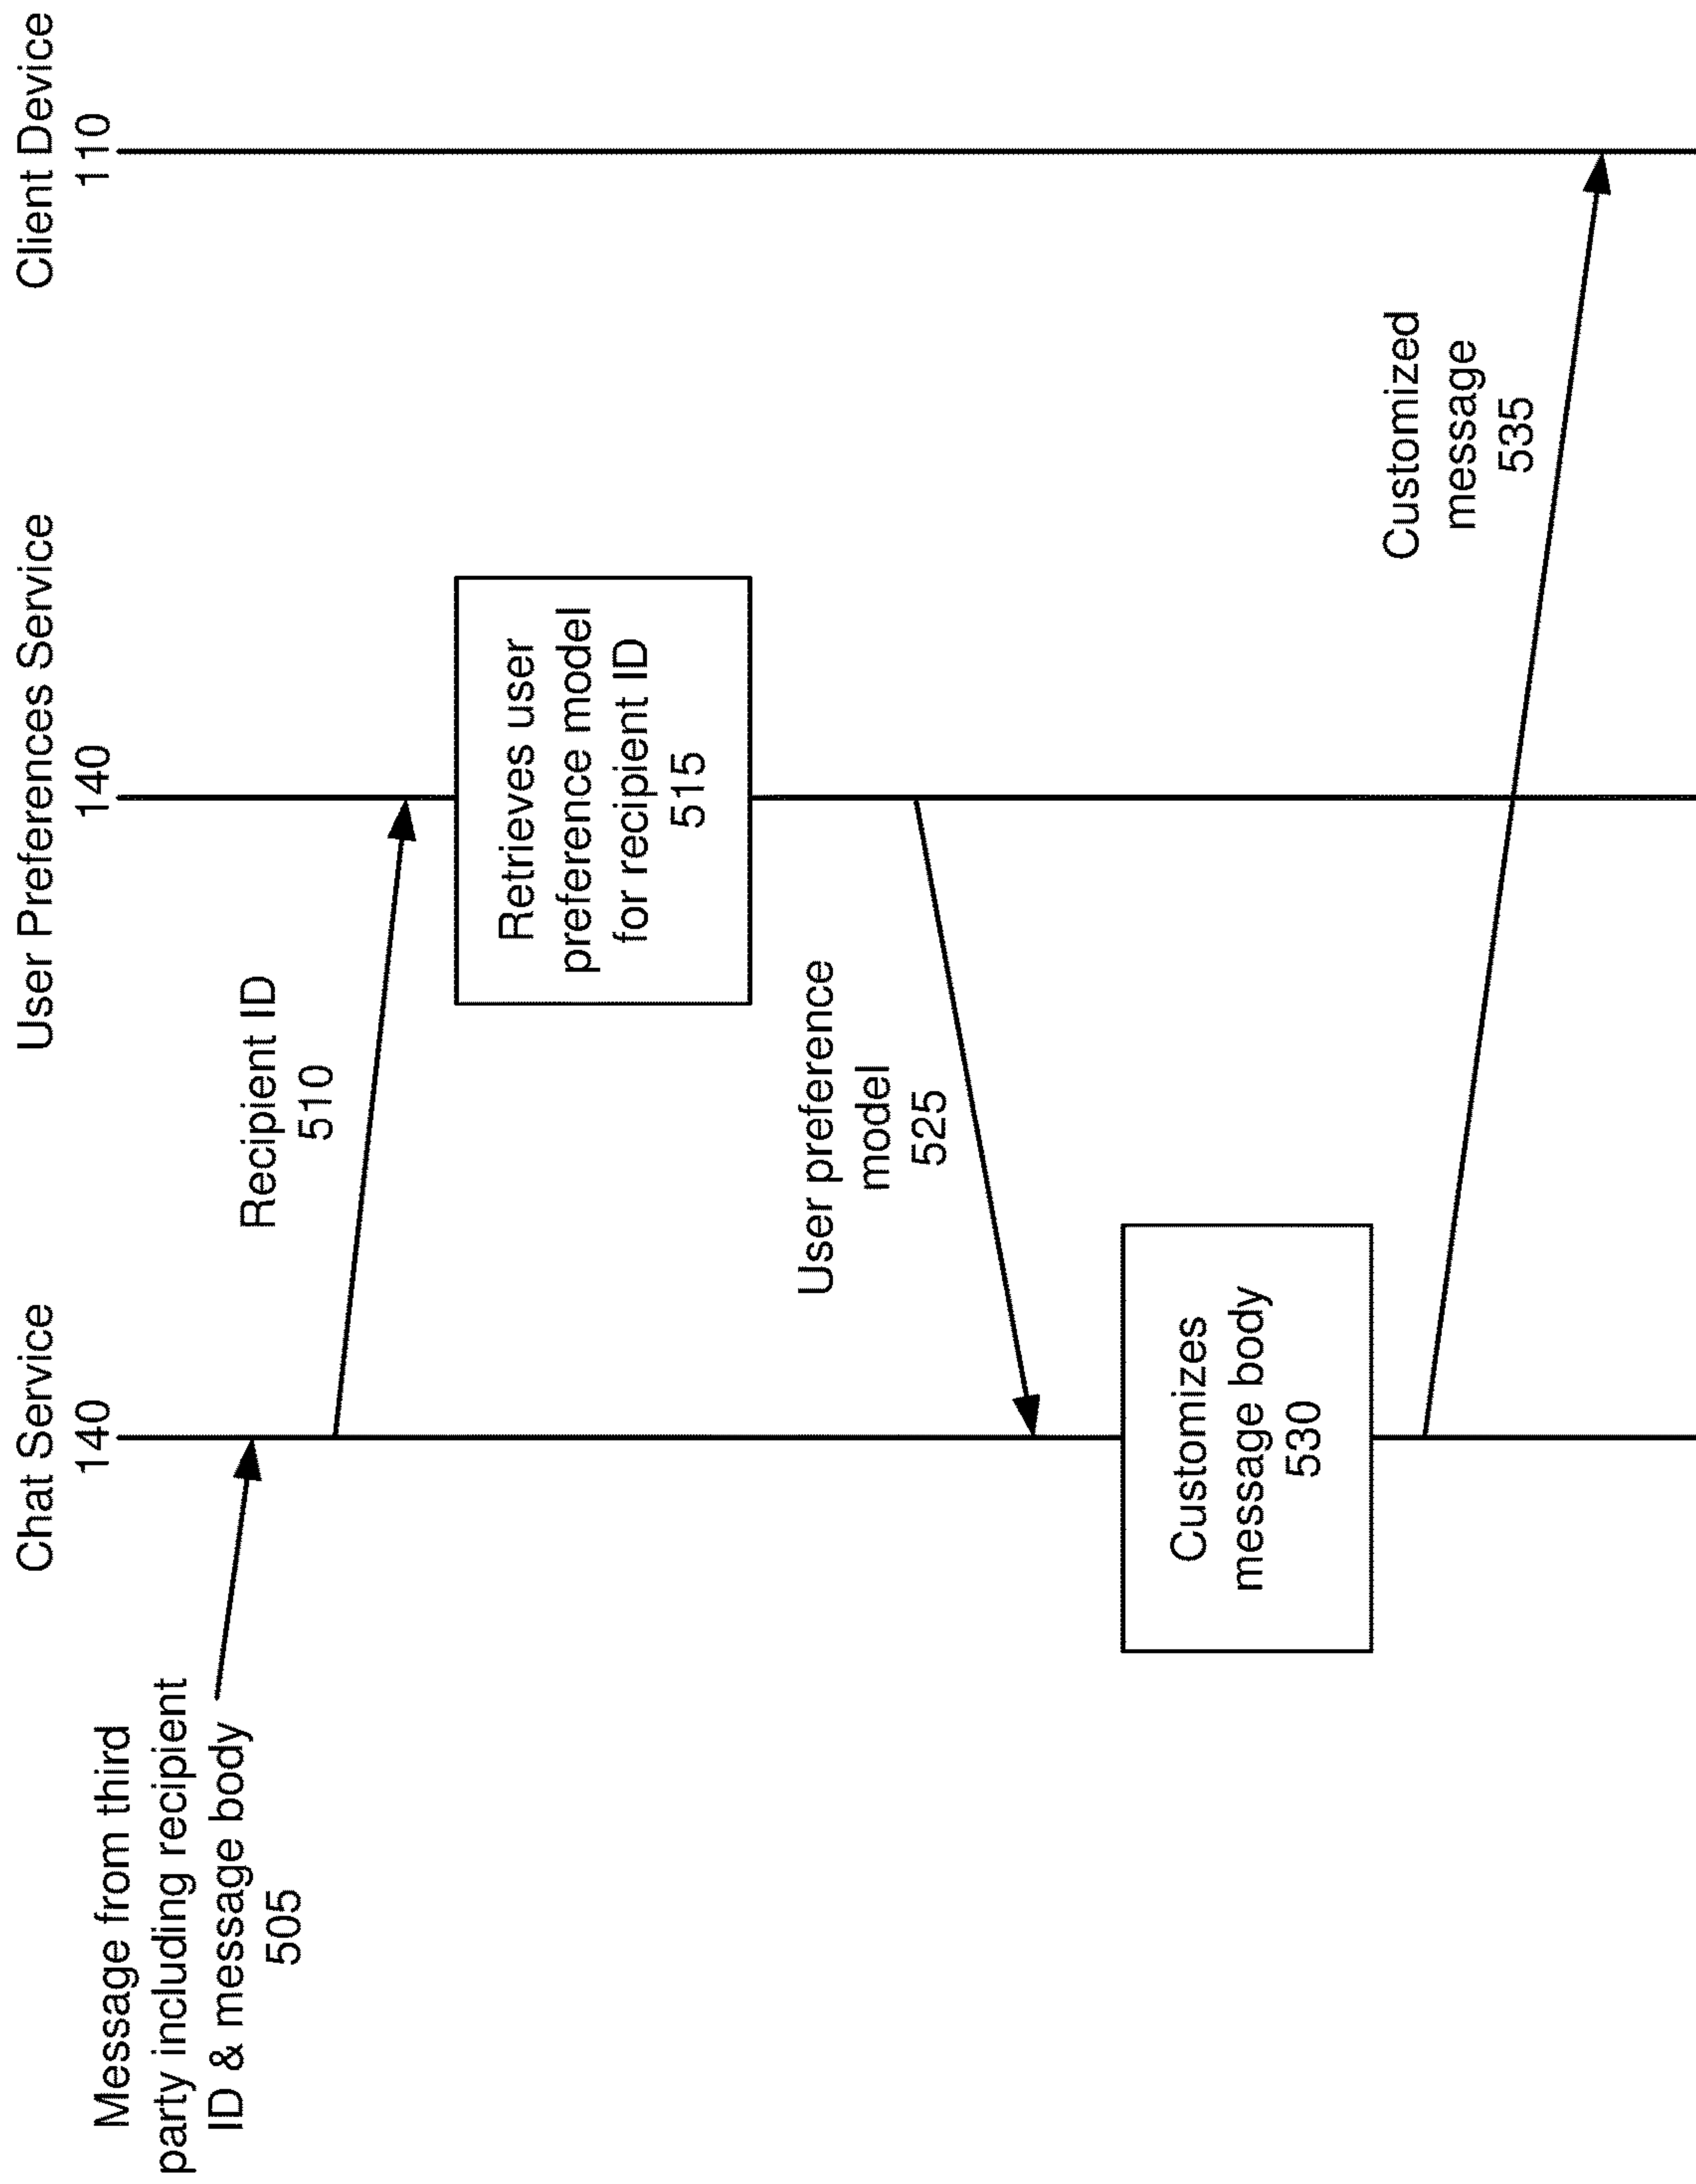 Chat Service
140
User Preferences Service
140
Client Device
110
Message from third
party including recipient
ID & message body
505
Recipient ID
510
Retrieves user
preference model
for recipient ID
515
User preference
model
525
Customizes
message body
530
Customized
message
535